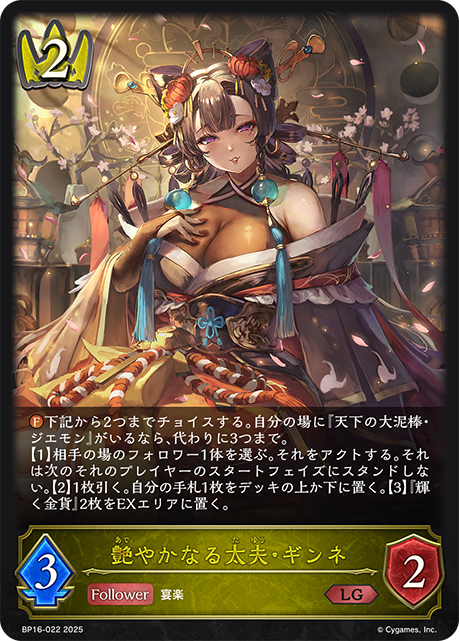 2
Ⓕ下記から2つまでチョイスする。自分の場に『天下の大泥棒・
ジエモン』がいるなら、代わりに3つまで。
【1】相手の場のフォロワー1体を選ぶ。それをアクトする。それ
は次のそれのプレイヤーのスタートフェイズにスタンドしな
い。【2】1枚引く。自分の手札1枚をデッキの上か下に置く。【3】『輝
く金貨』2枚をEXエリアに置く。
あで たゆう
艶やかなる太夫・ギンネ
3
Follower 宴楽 LG
2
BP16-022 2025 © Cygames, Inc.